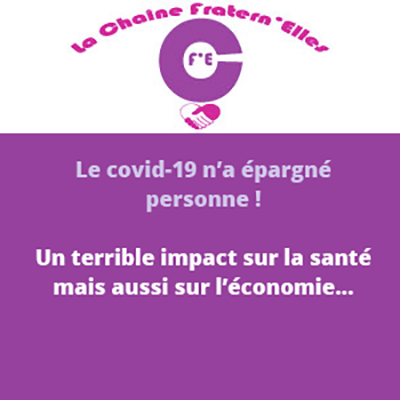 La Chaine Fratern'Elles
F•E
Le covid-19 n'a épargné
personne !
Un terrible impact sur la santé
mais aussi sur l'économie...